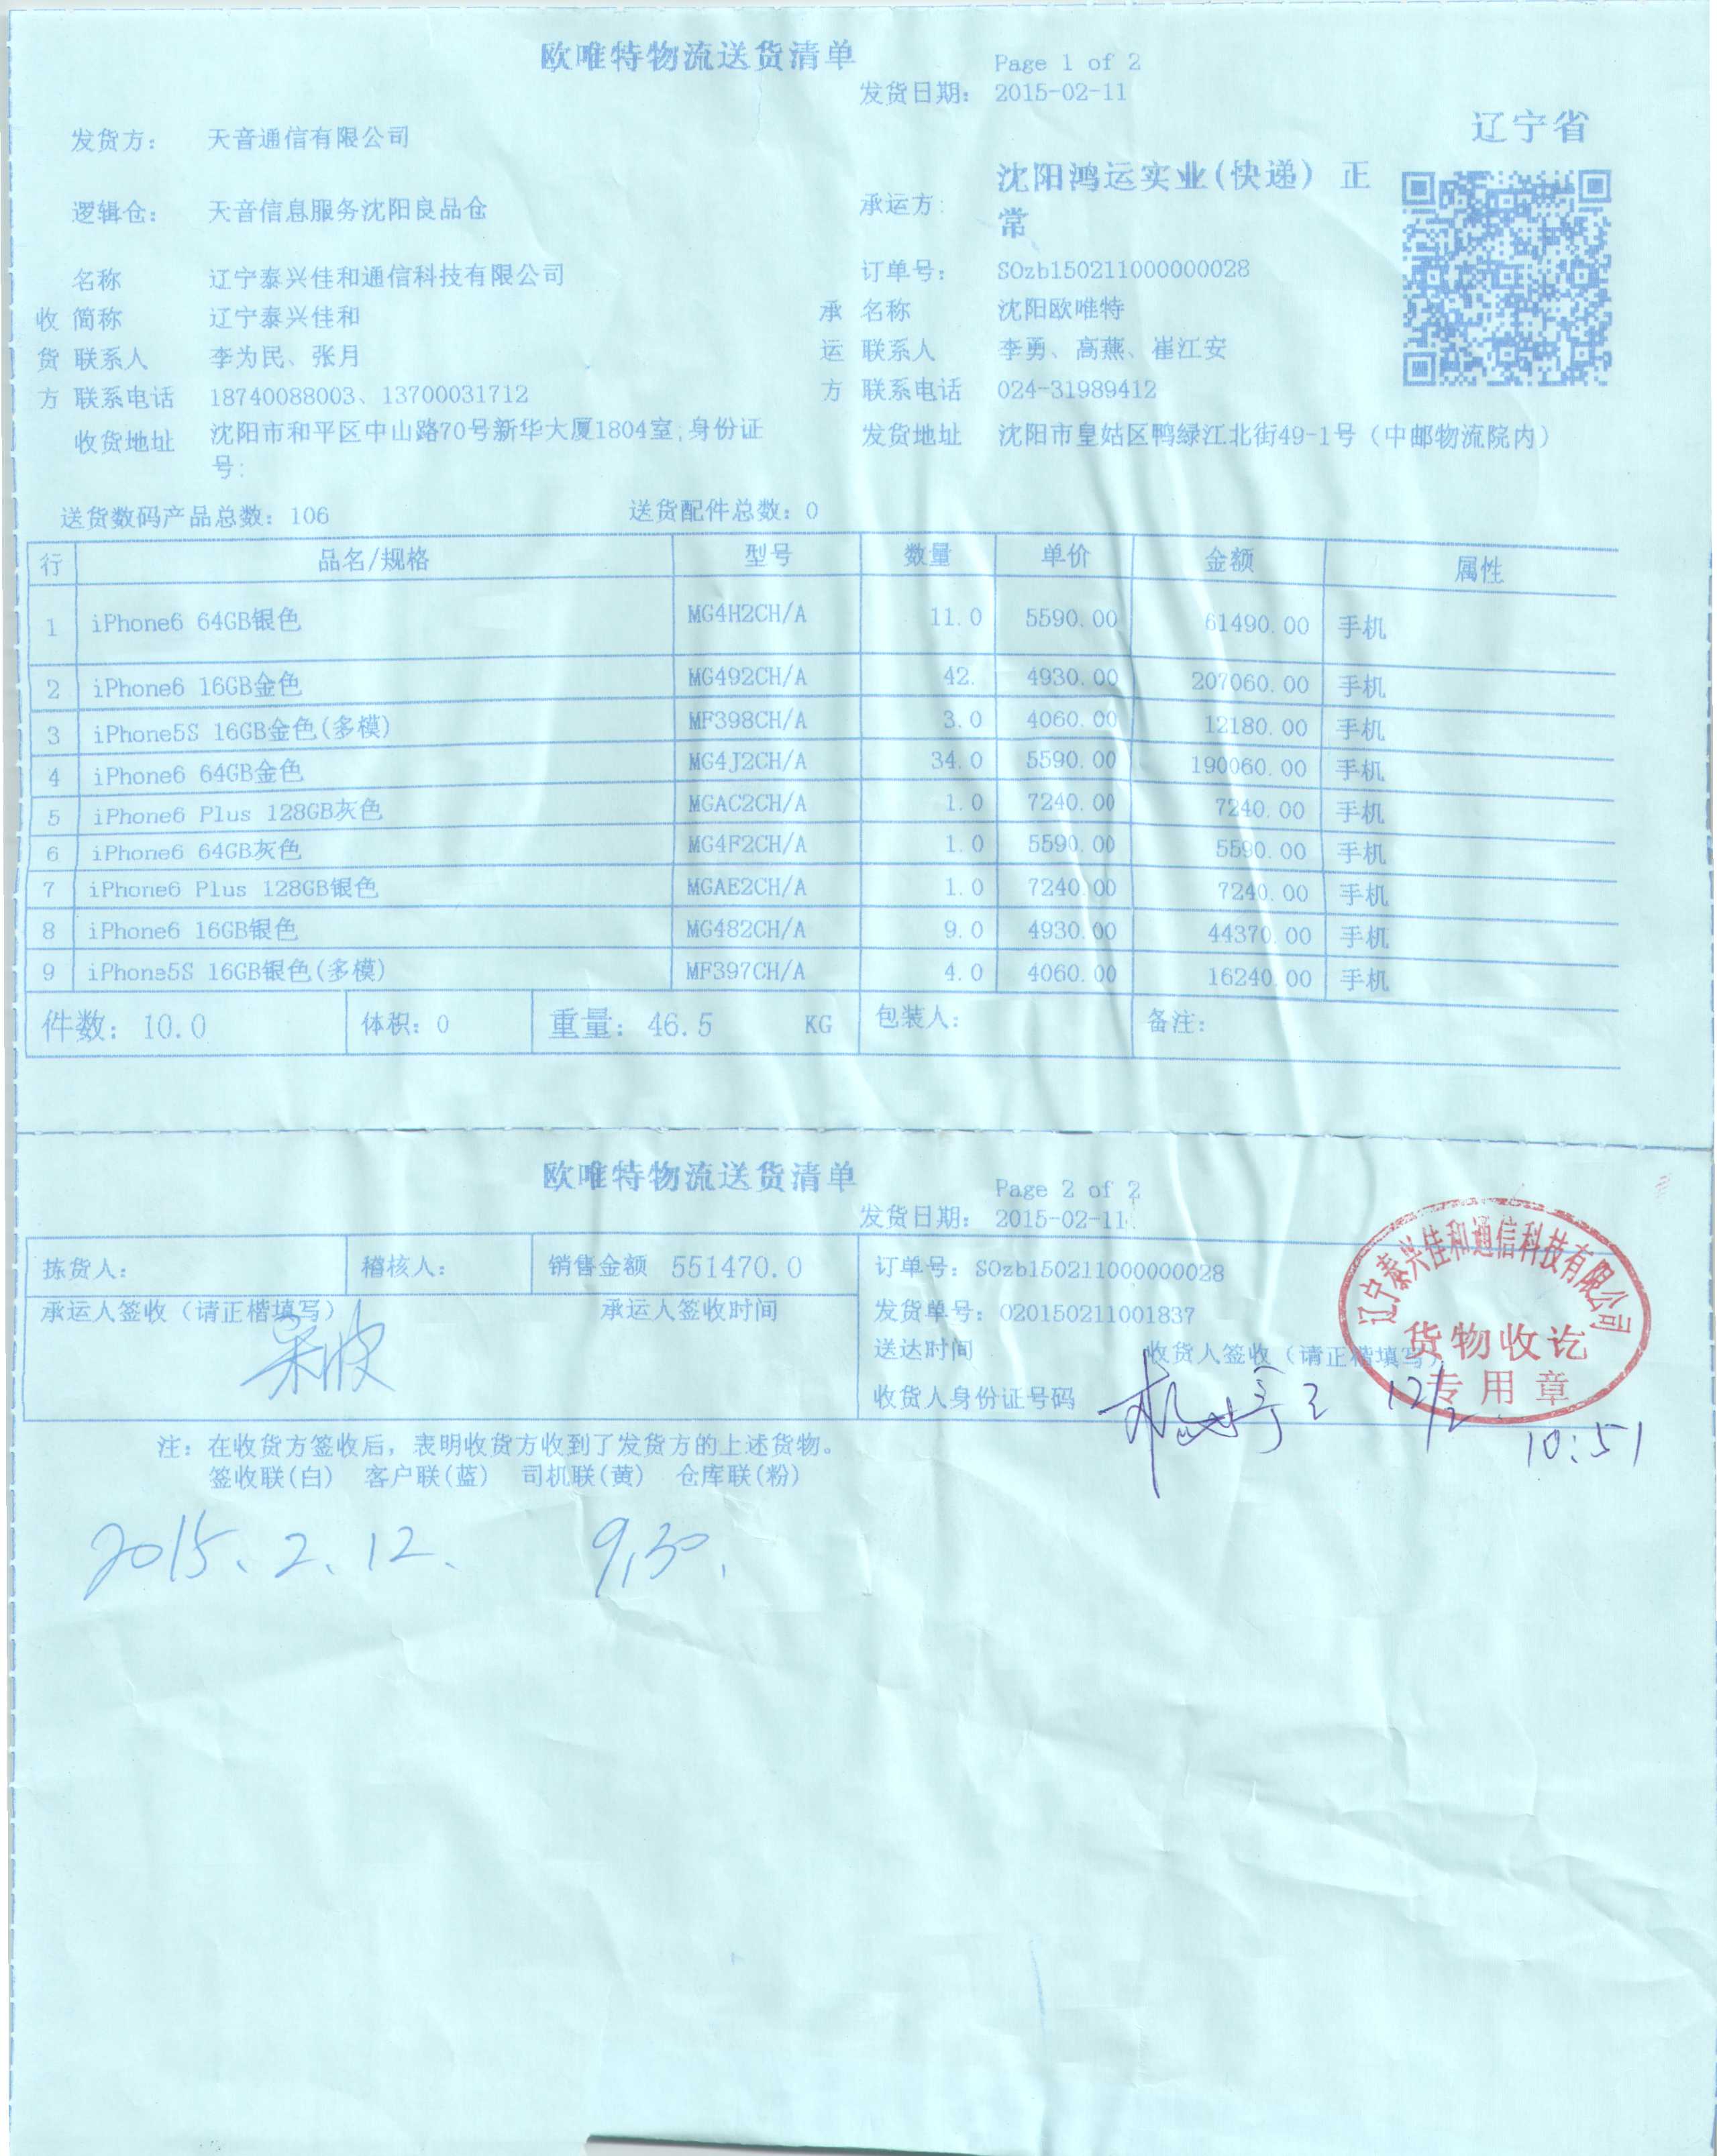 欧唯特物流送货清单
Page 1 of 2
发货日期: 2015-02-11
辽宁省
发货方: 天音通信有限公司
逻辑仓: 天音信息服务沈阳良品仓
承运方: 沈阳鸿运实业(快递) 正常
名称 辽宁泰兴佳和通信科技有限公司
订单号: SOzb150211000000028
收 简称 辽宁泰兴佳和
承 名称 沈阳欧唯特
货 联系人 李为民、张月
运 联系人 李勇、高燕、崔江安
方 联系电话 18740088003、13700031712
方 联系电话 024-31989412
收货地址 沈阳市和平区中山路70号新华大厦1804室;身份证号:
发货地址 沈阳市皇姑区鸭绿江北街49-1号（中邮物流院内）
送货数码产品总数: 106 送货配件总数: 0
行 品名/规格 型号 数量 单价 金额 属性
1 iPhone6 64GB银色 MG4H2CH/A 11.0 5590.00 61490.00 手机
2 iPhone6 16GB金色 MG492CH/A 42. 4930.00 207060.00 手机
3 iPhone5S 16GB金色(多模) MF398CH/A 3.0 4060.00 12180.00 手机
4 iPhone6 64GB金色 MG4J2CH/A 34.0 5590.00 190060.00 手机
5 iPhone6 Plus 128GB灰色 MGAC2CH/A 1.0 7240.00 7240.00 手机
6 iPhone6 64GB灰色 MG4F2CH/A 1.0 5590.00 5590.00 手机
7 iPhone6 Plus 128GB银色 MGAE2CH/A 1.0 7240.00 7240.00 手机
8 iPhone6 16GB银色 MG482CH/A 9.0 4930.00 44370.00 手机
9 iPhone5S 16GB银色(多模) MF397CH/A 4.0 4060.00 16240.00 手机
件数: 10.0 体积: 0 重量: 46.5 KG 包装人: 备注:
欧唯特物流送货清单
Page 2 of 2
发货日期: 2015-02-11
拣货人: 稽核人: 销售金额 551470.0 订单号: SOzb150211000000028
承运人签收（请正楷填写） 承运人签收时间 发货单号: O20150211001837
送达时间 收货人签收（请正楷填写）
收货人身份证号码
辽宁泰兴佳和通信科技有限公司
货物收讫
专用章
12/2
10:51
注: 在收货方签收后，表明收货方收到了发货方的上述货物。
签收联(白) 客户联(蓝) 司机联(黄) 仓库联(粉)
2015.2.12. 9,30.